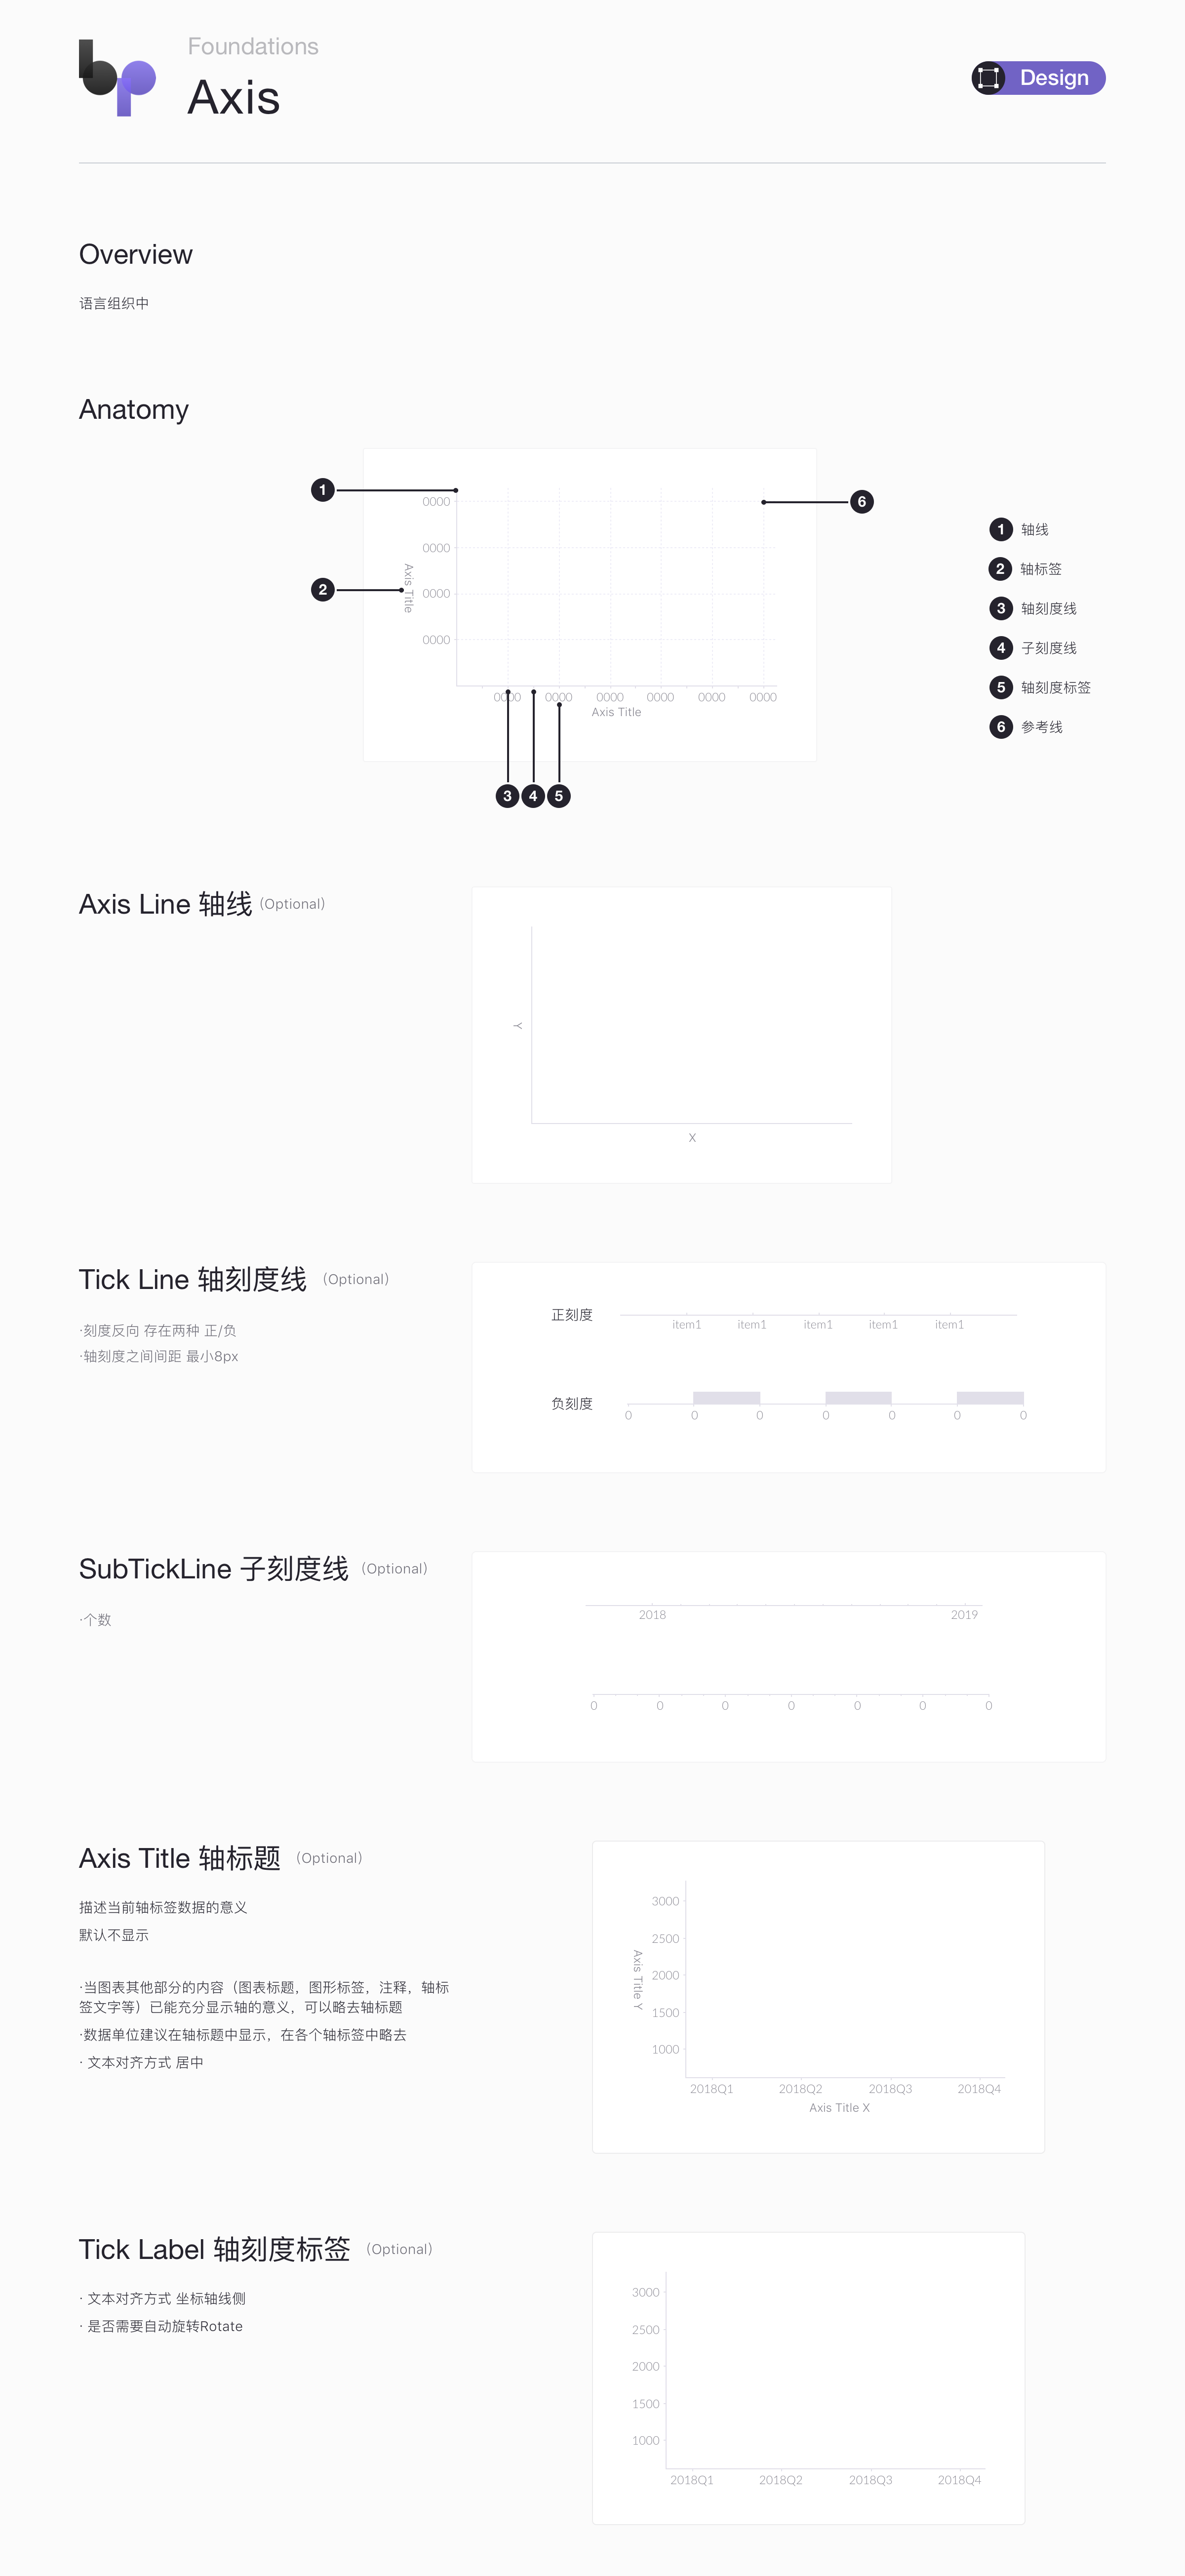 Foundations
Axis
Design
Overview
语言组织中
Anatomy
1
6
0000
0000
2
Axis Title
0000
0000
0000 0000 0000 0000 0000 0000
Axis Title
3 4 5
1 轴线
2 轴标签
3 轴刻度线
4 子刻度线
5 轴刻度标签
6 参考线
Axis Line 轴线 (Optional)
Y
X
Tick Line 轴刻度线 (Optional)
·刻度反向 存在两种 正/负
·轴刻度之间间距 最小8px
正刻度
item1 item1 item1 item1 item1
负刻度
0 0 0 0 0 0 0
SubTickLine 子刻度线 (Optional)
·个数
2018 2019
0 0 0 0 0 0 0
Axis Title 轴标题 (Optional)
描述当前轴标签数据的意义
默认不显示
·当图表其他部分的内容（图表标题，图形标签，注释，轴标
签文字等）已能充分显示轴的意义，可以略去轴标题
·数据单位建议在轴标题中显示，在各个轴标签中略去
· 文本对齐方式 居中
3000
2500
2000
1500
1000
Axis Title Y
2018Q1 2018Q2 2018Q3 2018Q4
Axis Title X
Tick Label 轴刻度标签 (Optional)
· 文本对齐方式 坐标轴线侧
· 是否需要自动旋转Rotate
3000
2500
2000
1500
1000
2018Q1 2018Q2 2018Q3 2018Q4